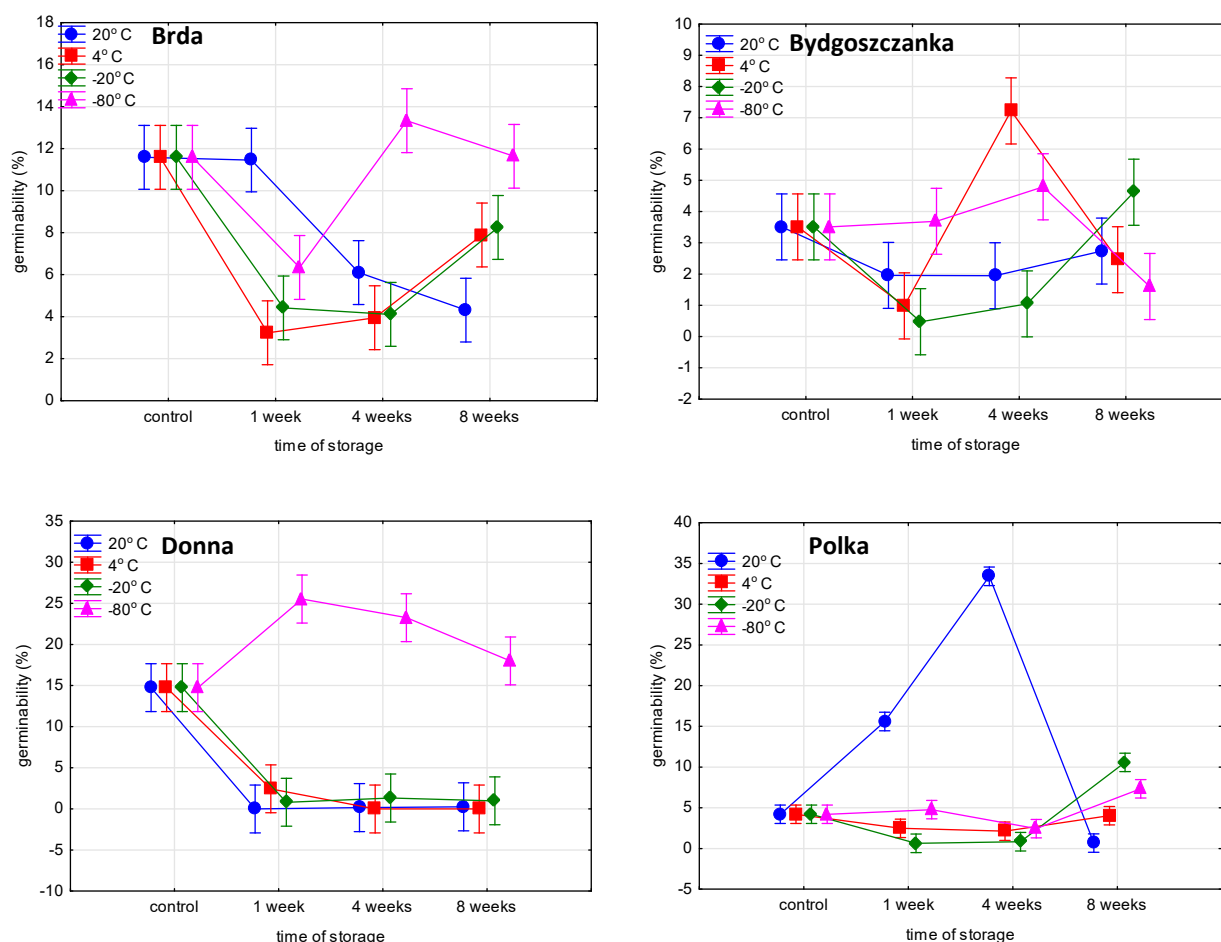 Brda
20° C
4° C
-20° C
-80° C
germinability (%)
18
16
14
12
10
8
6
4
2
0
control 1 week 4 weeks 8 weeks
time of storage
Bydgoszczanka
20° C
4° C
-20° C
-80° C
germinability (%)
10
9
8
7
6
5
4
3
2
1
0
-1
-2
control 1 week 4 weeks 8 weeks
time of storage
Donna
20° C
4° C
-20° C
-80° C
germinability (%)
35
30
25
20
15
10
5
0
-5
-10
control 1 week 4 weeks 8 weeks
time of storage
Polka
20° C
4° C
-20° C
-80° C
germinability (%)
40
35
30
25
20
15
10
5
0
-5
control 1 week 4 weeks 8 weeks
time of storage